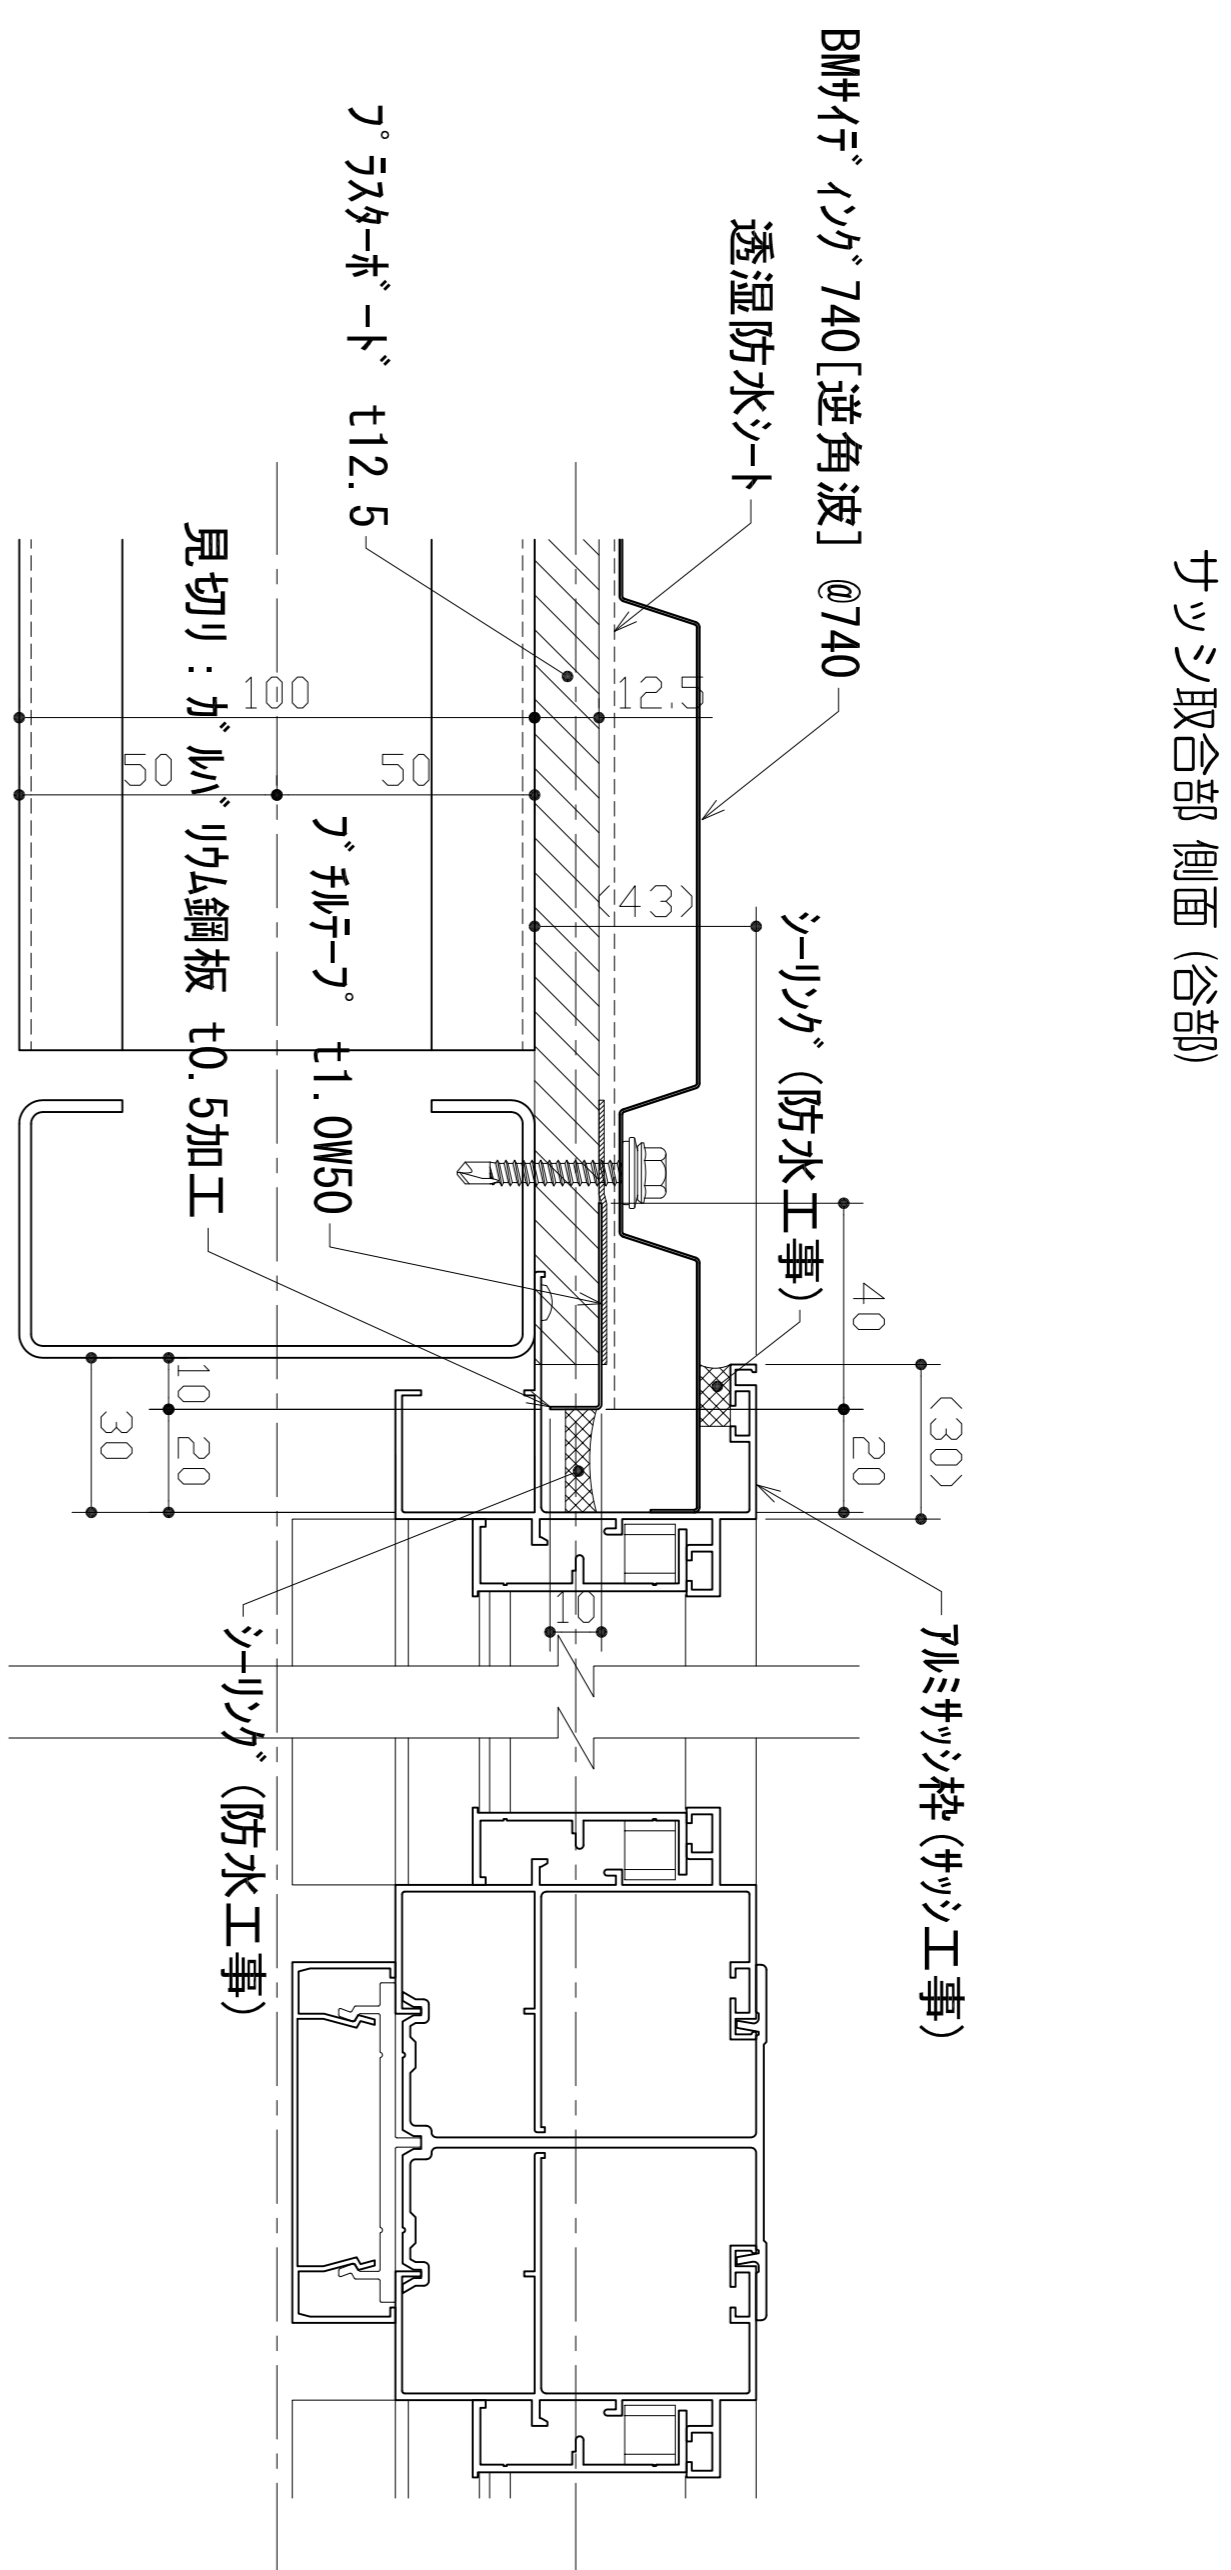 サッシ取合部 側面 (谷部)
BMｻｲﾃﾞｨﾝｸﾞ740[逆角波] @740
透湿防水ｼｰﾄ
ﾌﾟﾗｽﾀｰﾎﾞｰﾄﾞ t12.5
見切り:ｶﾞﾙﾊﾞﾘｳﾑ鋼板 t0.5加工
ﾌﾞﾁﾙﾃｰﾌﾟ t1.0W50
ｼｰﾘﾝｸﾞ(防水工事)
ｱﾙﾐｻｯｼ枠(ｻｯｼ工事)
ｼｰﾘﾝｸﾞ(防水工事)
100
12.5
50
50
<43>
40
20
<30>
10
20
30
10